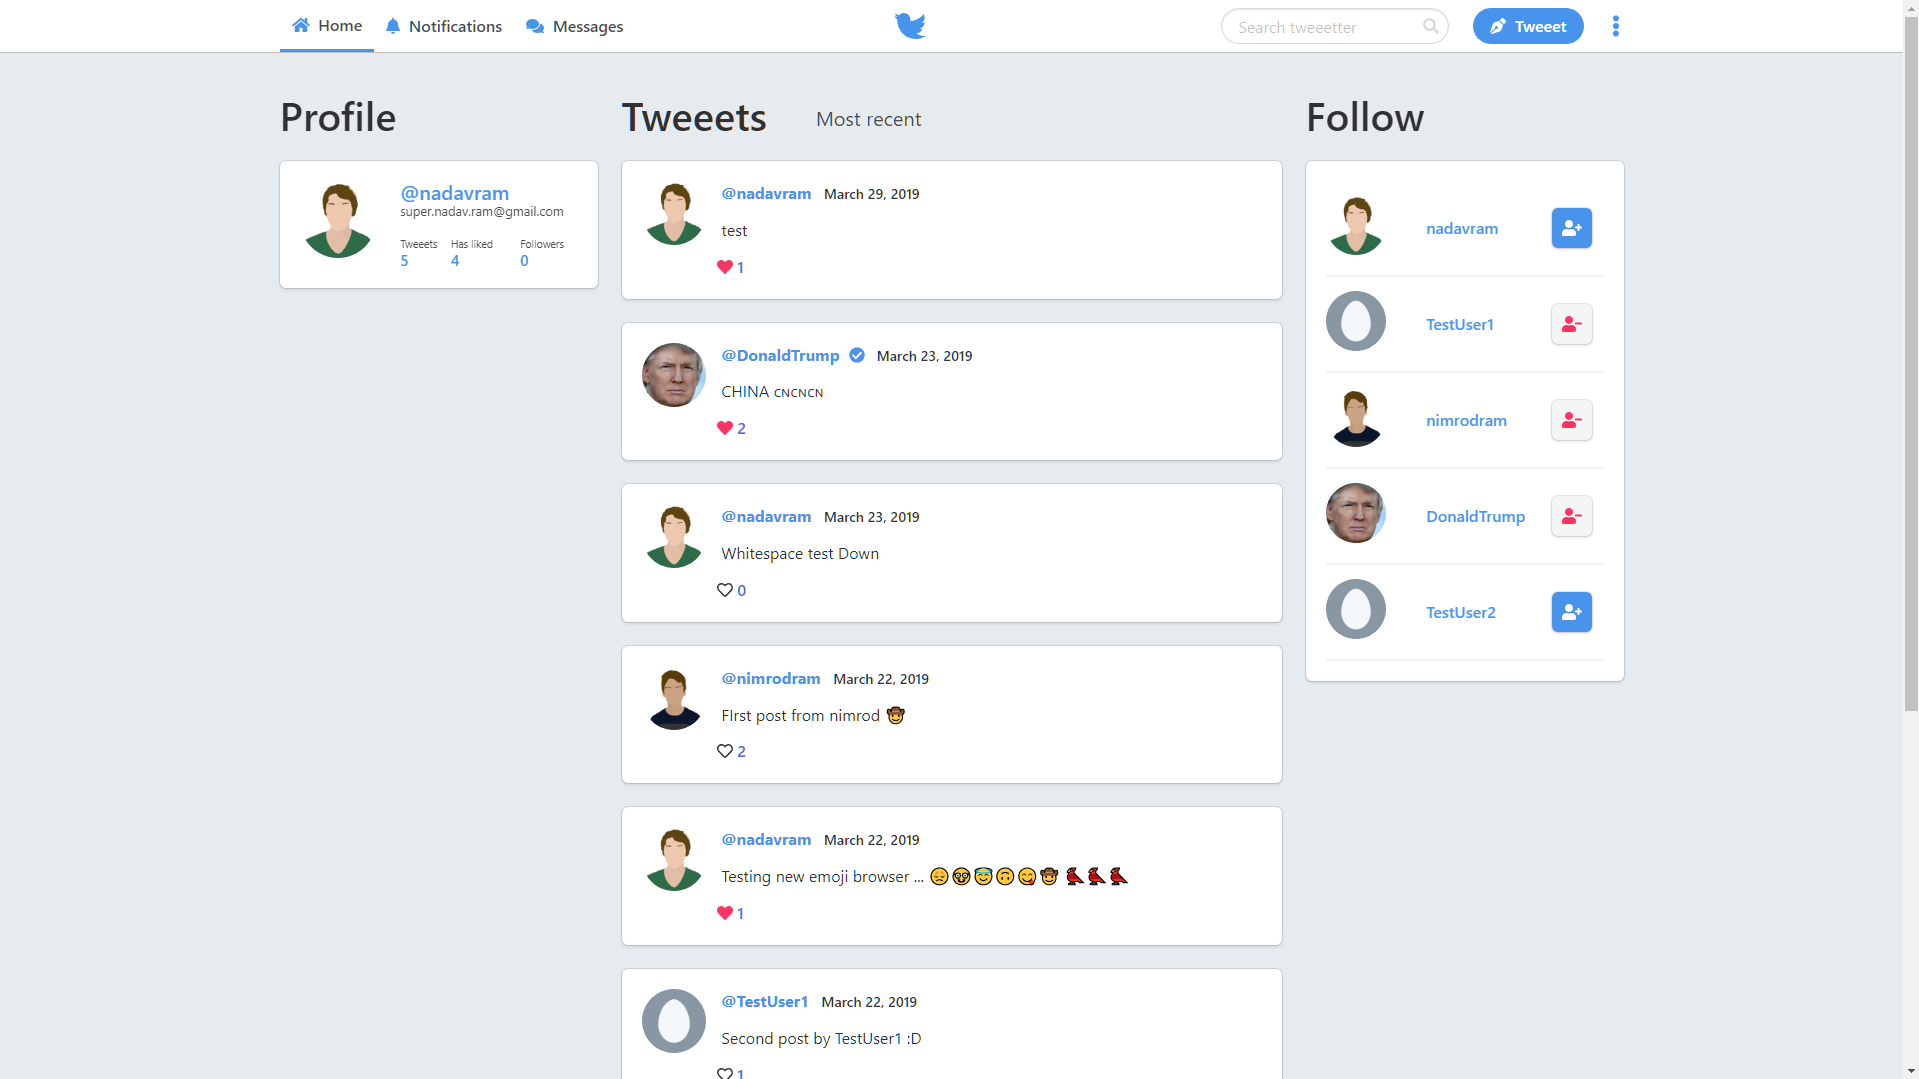 Home Notifications Messages Search tweeetter Tweeet
Profile
@nadavram
super.nadav.ram@gmail.com
Tweeets Has liked Followers
5 4 0
Tweeets Most recent
@nadavram March 29, 2019
test
1
@DonaldTrump March 23, 2019
CHINA ᴄɴᴄɴᴄɴ
2
@nadavram March 23, 2019
Whitespace test Down
0
@nimrodram March 22, 2019
FIrst post from nimrod 🤠
2
@nadavram March 22, 2019
Testing new emoji browser ... 😞🤓😇🙃😋🤠🐦🐦🐦
1
@TestUser1 March 22, 2019
Second post by TestUser1 :D
1
Follow
nadavram
TestUser1
nimrodram
DonaldTrump
TestUser2